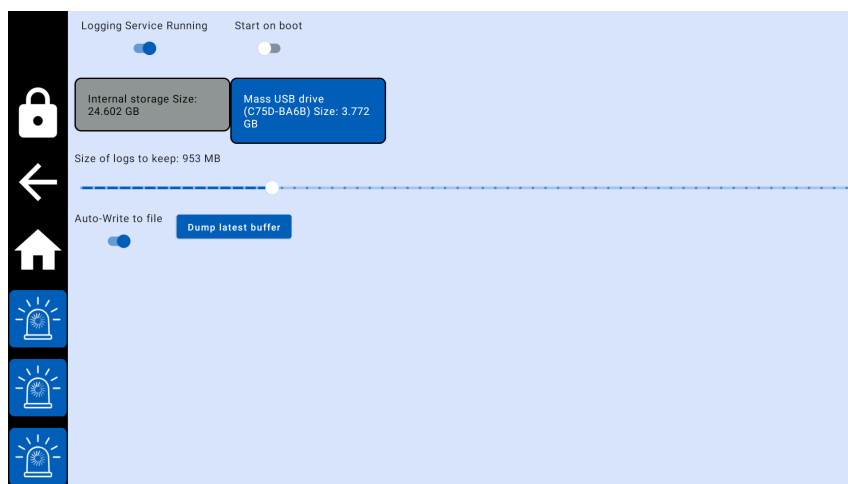 Logging Service Running
Start on boot
Internal storage Size:
24.602 GB
Mass USB drive
(C75D-BA6B) Size: 3.772
GB
Size of logs to keep: 953 MB
Auto-Write to file
Dump latest buffer